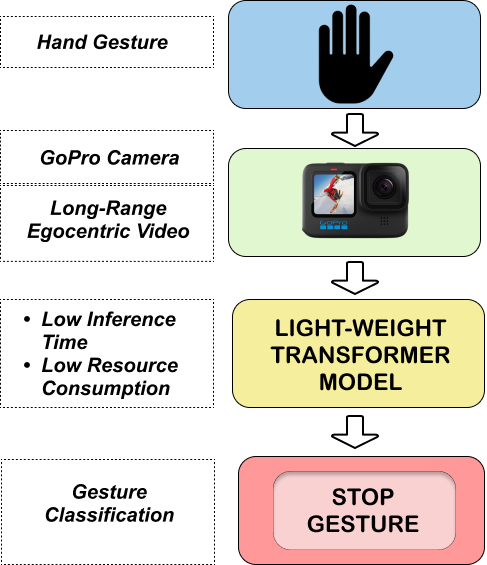 Hand Gesture
GoPro Camera
Long-Range
Egocentric Video
GoPro
• Low Inference
Time
• Low Resource
Consumption
LIGHT-WEIGHT
TRANSFORMER
MODEL
Gesture
Classification
STOP
GESTURE